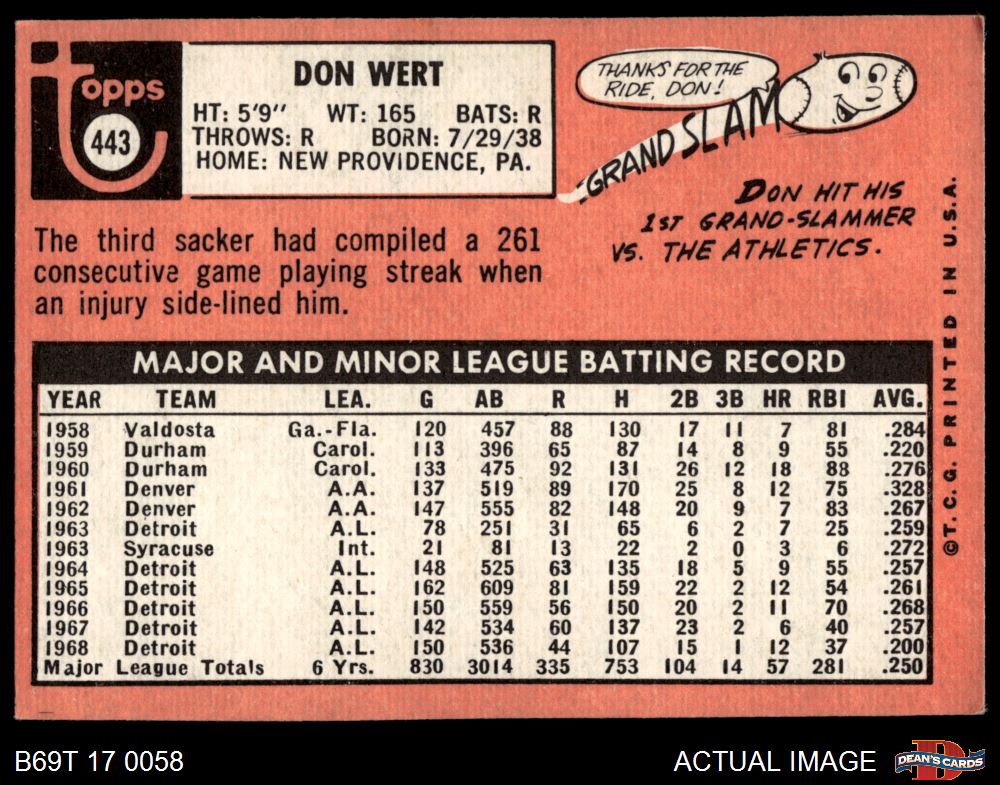 Topps
443
DON WERT
HT: 5'9" WT: 165 BATS: R
THROWS: R BORN: 7/29/38
HOME: NEW PROVIDENCE, PA.
THANKS FOR THE
RIDE, DON!
GRAND SLAM
DON HIT HIS
1ST GRAND-SLAMMER
VS. THE ATHLETICS.
The third sacker had compiled a 261
consecutive game playing streak when
an injury side-lined him.
MAJOR AND MINOR LEAGUE BATTING RECORD
YEAR TEAM LEA. G AB R H 2B 3B HR RBI AVG.
1958 Valdosta Ga.-Fla. 120 457 88 130 17 11 7 81 .284
1959 Durham Carol. 113 396 65 87 14 8 9 55 .220
1960 Durham Carol. 133 475 92 131 26 12 18 88 .276
1961 Denver A.A. 137 519 89 170 25 8 12 75 .328
1962 Denver A.A. 147 555 82 148 20 9 7 83 .267
1963 Detroit A.L. 78 251 31 65 6 2 7 25 .259
1963 Syracuse Int. 21 81 13 22 2 0 3 6 .272
1964 Detroit A.L. 148 525 63 135 18 5 9 55 .257
1965 Detroit A.L. 162 609 81 159 22 2 12 54 .261
1966 Detroit A.L. 150 559 56 150 20 2 11 70 .268
1967 Detroit A.L. 142 534 60 137 23 2 6 40 .257
1968 Detroit A.L. 150 536 44 107 15 1 12 37 .200
Major League Totals 6 Yrs. 830 3014 335 753 104 14 57 281 .250
©T. C. G. PRINTED IN U.S.A.
B69T 17 0058
ACTUAL IMAGE
DEAN'S CARDS